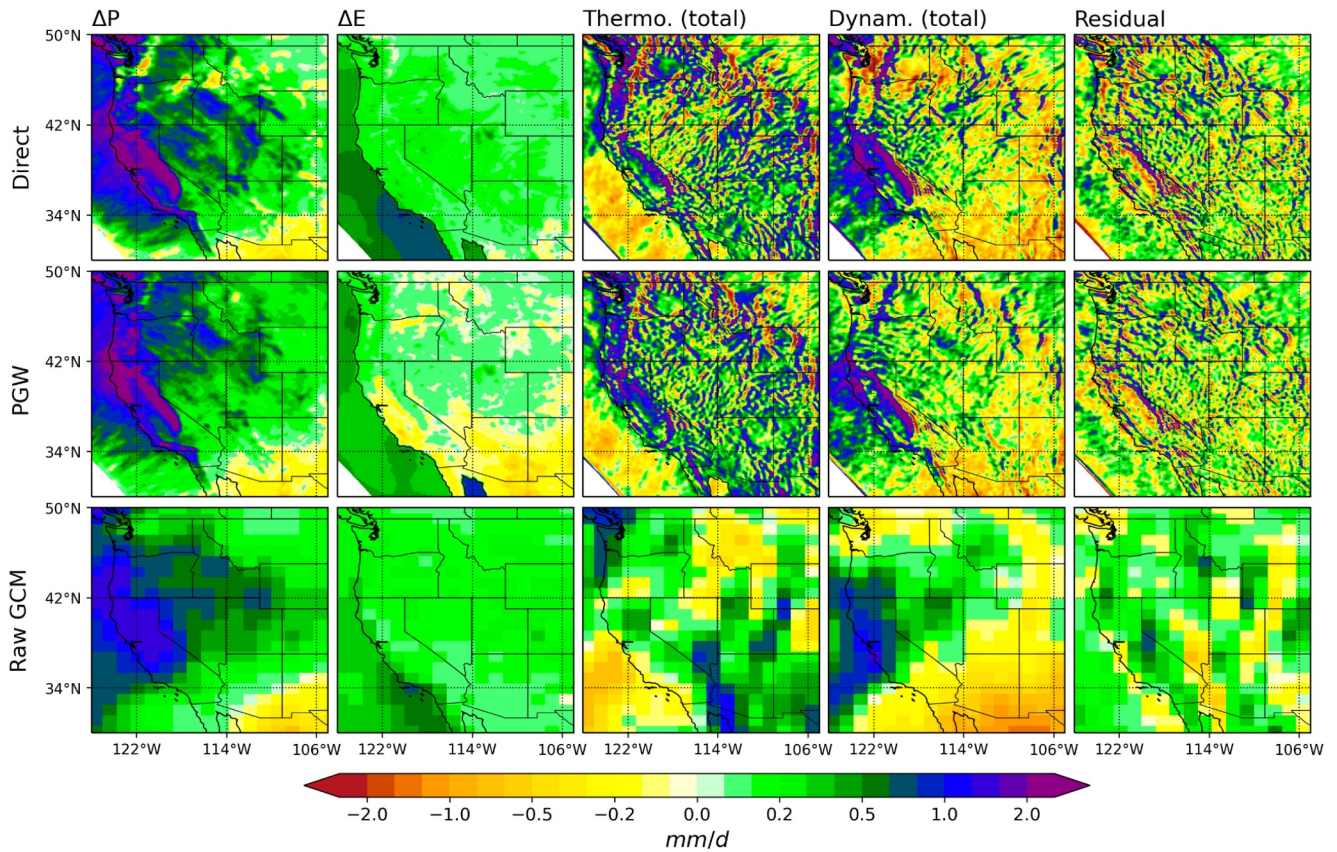 ΔP ΔE Thermo. (total) Dynam. (total) Residual
50°N
42°N
34°N
Direct
50°N
42°N
34°N
PGW
50°N
42°N
34°N
Raw GCM
122°W 114°W 106°W 122°W 114°W 106°W 122°W 114°W 106°W 122°W 114°W 106°W 122°W 114°W 106°W
−2.0 −1.0 −0.5 −0.2 0.0 0.2 0.5 1.0 2.0
mm/d